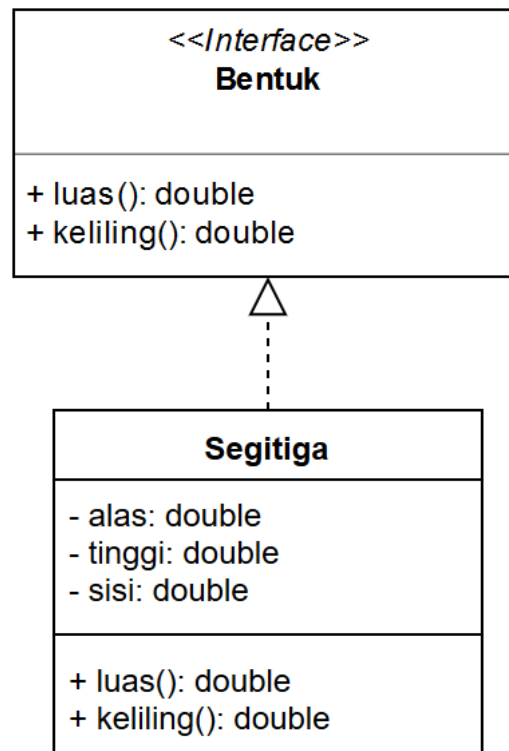 <<Interface>>
Bentuk
+ luas(): double
+ keliling(): double
Segitiga
- alas: double
- tinggi: double
- sisi: double
+ luas(): double
+ keliling(): double